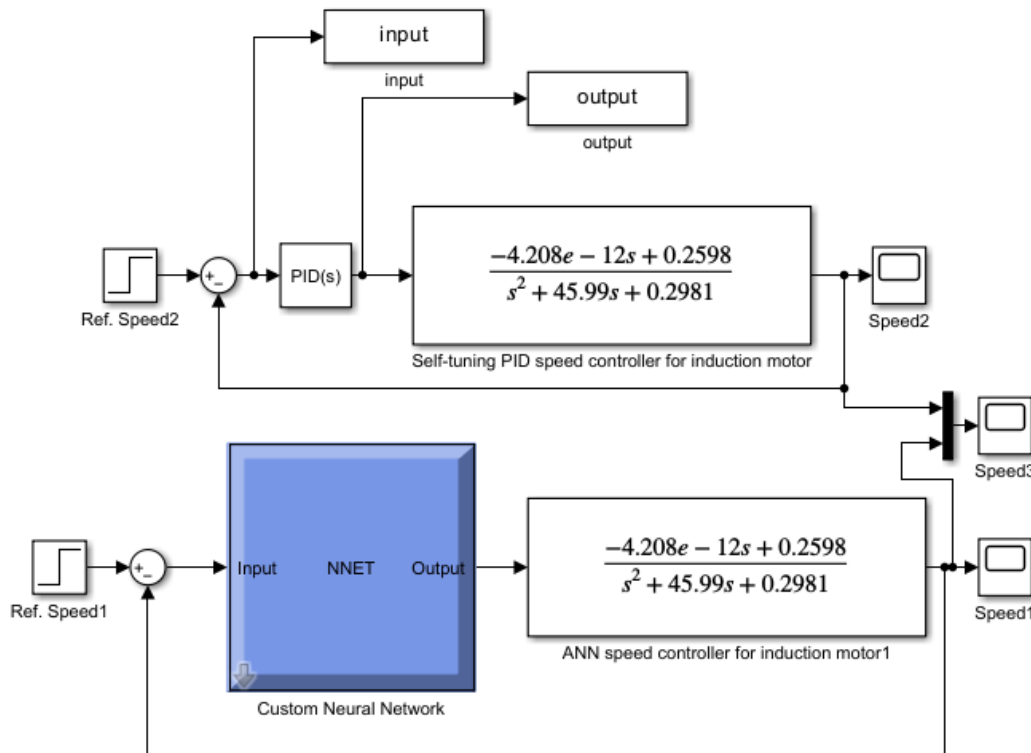 input
input
output
output
+
−
PID(s)
-4.208e − 12s + 0.2598
s² + 45.99s + 0.2981
Ref. Speed2
Speed2
Self-tuning PID speed controller for induction motor
Speed3
+
−
Input
NNET
Output
-4.208e − 12s + 0.2598
s² + 45.99s + 0.2981
Ref. Speed1
Speed1
ANN speed controller for induction motor1
Custom Neural Network